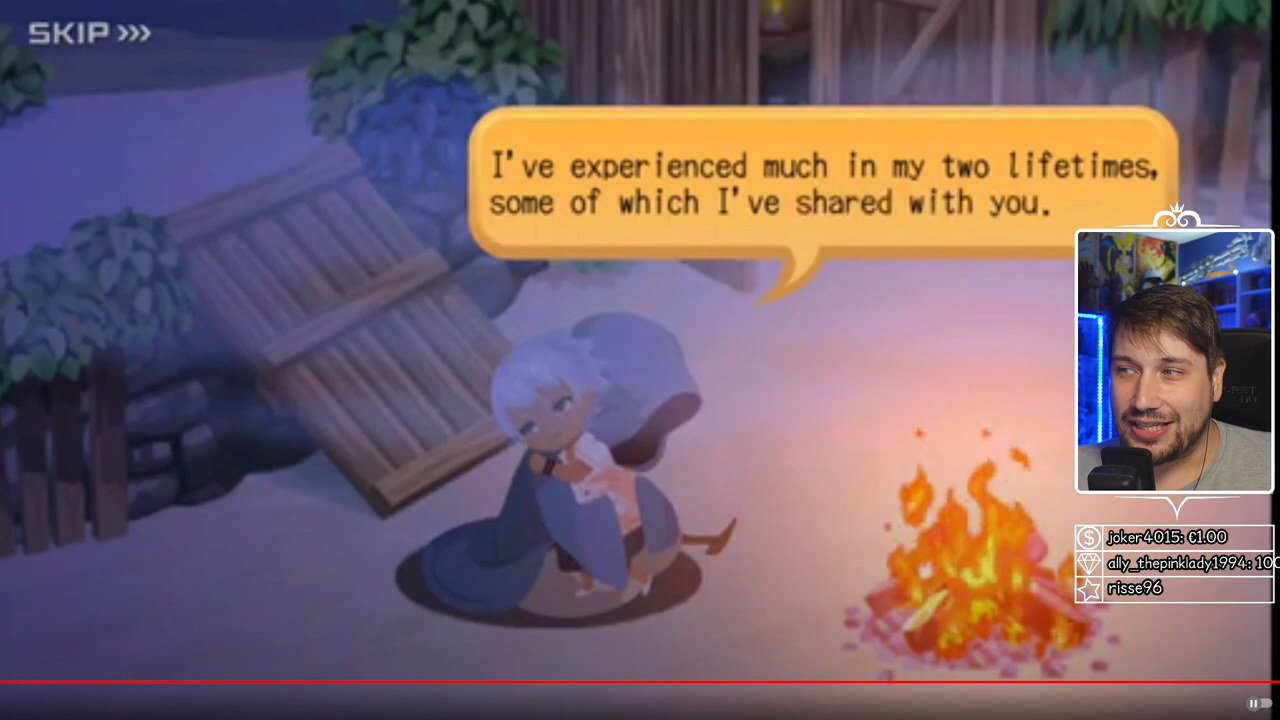 SKIP >>>
I've experienced much in my two lifetimes,
some of which I've shared with you.
joker4015: €1.00
ally_thepinklady1994: 100
risse96